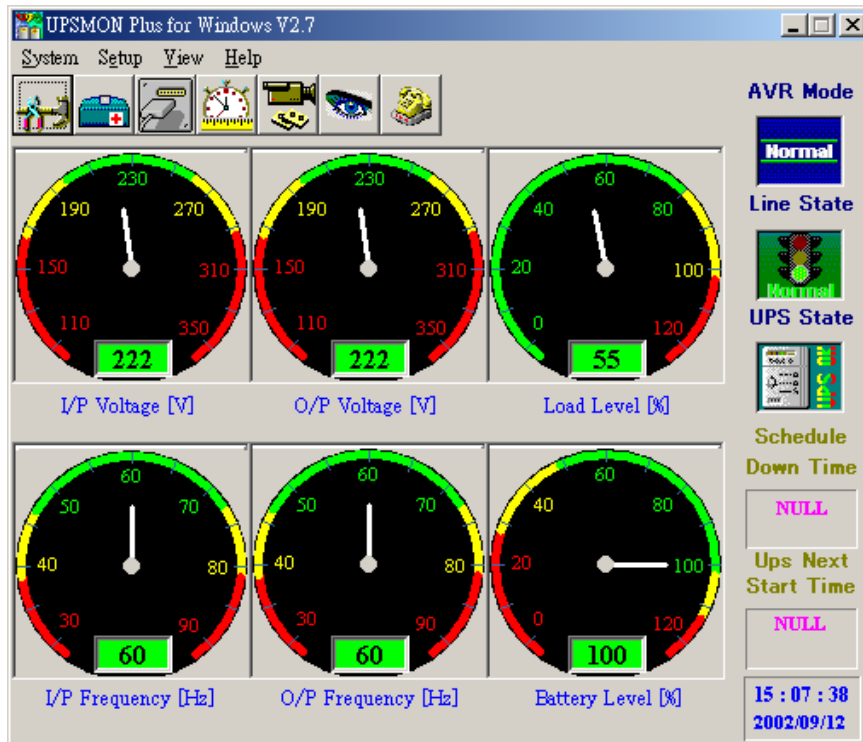 UPSMON Plus for Windows V2.7
System Setup View Help
AVR Mode
Normal
Line State
Normal
UPS State
Schedule
Down Time
NULL
Ups Next
Start Time
NULL
15 : 07 : 38
2002/09/12
110 150 190 230 270 310 350
222
I/P Voltage [V]
110 150 190 230 270 310 350
222
O/P Voltage [V]
0 20 40 60 80 100 120
55
Load Level [%]
30 40 50 60 70 80 90
60
I/P Frequency [Hz]
30 40 50 60 70 80 90
60
O/P Frequency [Hz]
0 20 40 60 80 100 120
100
Battery Level [%]